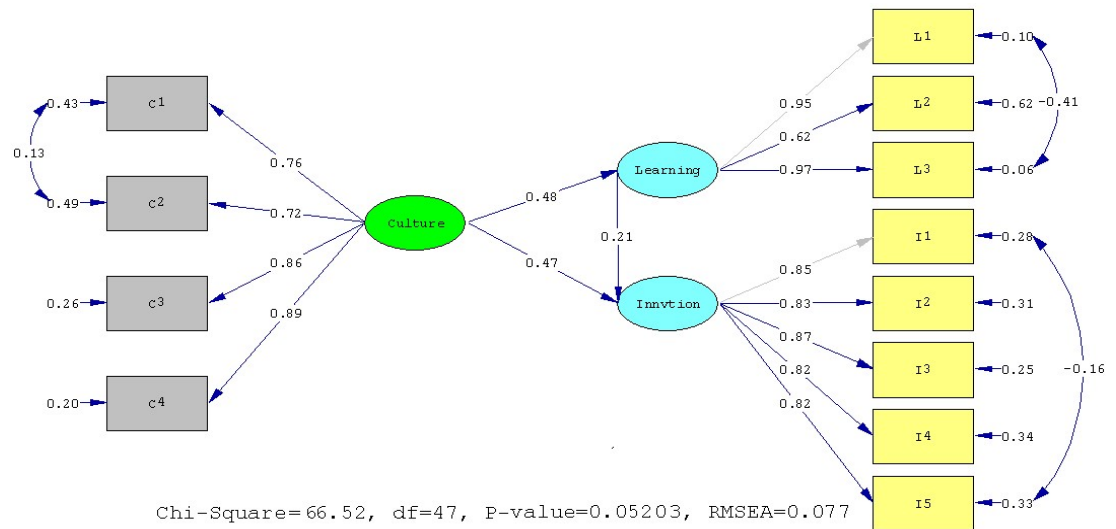 L1
0.10
C1
0.43
0.95
L2
0.62
-0.41
0.62
0.13
0.76
Learning
0.97
L3
0.06
C2
0.49
0.72
0.48
Culture
0.21
I1
0.28
0.86
0.47
0.85
C3
0.26
0.89
Innvtion
0.83
I2
0.31
0.87
I3
0.25
-0.16
0.82
C4
0.20
0.82
I4
0.34
I5
0.33
Chi-Square=66.52, df=47, P-value=0.05203, RMSEA=0.077